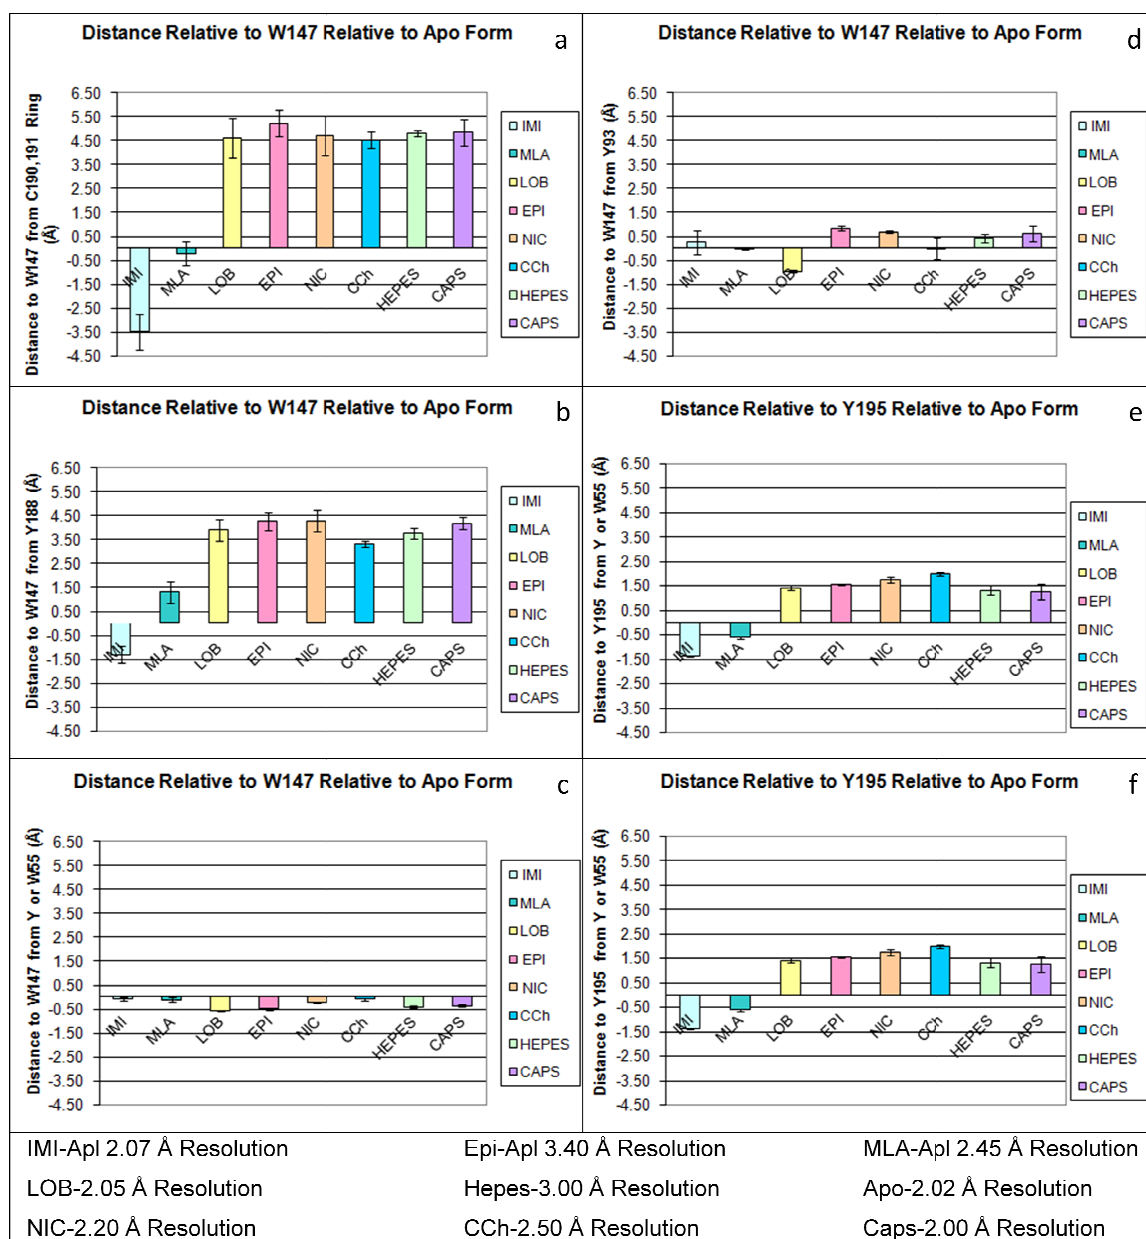 Distance Relative to W147 Relative to Apo Form
a
Distance to W147 from C190,191 Ring
(Å)
6.50
5.50
4.50
3.50
2.50
1.50
0.50
-0.50
-1.50
-2.50
-3.50
-4.50
IMI
MLA
LOB
EPI
NIC
CCh
HEPES
CAPS
IMI
MLA
LOB
EPI
NIC
CCh
HEPES
CAPS
Distance Relative to W147 Relative to Apo Form
d
Distance to W147 from Y93 (Å)
6.50
5.50
4.50
3.50
2.50
1.50
0.50
-0.50
-1.50
-2.50
-3.50
-4.50
IMI
MLA
LOB
EPI
NIC
CCh
HEPES
CAPS
IMI
MLA
LOB
EPI
NIC
CCh
HEPES
CAPS
Distance Relative to W147 Relative to Apo Form
b
Distance to W147 from Y188 (Å)
6.50
5.50
4.50
3.50
2.50
1.50
0.50
-0.50
-1.50
-2.50
-3.50
-4.50
IMI
MLA
LOB
EPI
NIC
CCh
HEPES
CAPS
IMI
MLA
LOB
EPI
NIC
CCh
HEPES
CAPS
Distance Relative to Y195 Relative to Apo Form
e
Distance to Y195 from Y or W55 (Å)
6.50
5.50
4.50
3.50
2.50
1.50
0.50
-0.50
-1.50
-2.50
-3.50
-4.50
IMI
MLA
LOB
EPI
NIC
CCh
HEPES
CAPS
IMI
MLA
LOB
EPI
NIC
CCh
HEPES
CAPS
Distance Relative to W147 Relative to Apo Form
c
Distance to W147 from Y or W55 (Å)
6.50
5.50
4.50
3.50
2.50
1.50
0.50
-0.50
-1.50
-2.50
-3.50
-4.50
IMI
MLA
LOB
EPI
NIC
CCh
HEPES
CAPS
IMI
MLA
LOB
EPI
NIC
CCh
HEPES
CAPS
Distance Relative to Y195 Relative to Apo Form
f
Distance to Y195 from Y or W55 (Å)
6.50
5.50
4.50
3.50
2.50
1.50
0.50
-0.50
-1.50
-2.50
-3.50
-4.50
IMI
MLA
LOB
EPI
NIC
CCh
HEPES
CAPS
IMI
MLA
LOB
EPI
NIC
CCh
HEPES
CAPS
IMI-Apl 2.07 Å Resolution
Epi-Apl 3.40 Å Resolution
MLA-Apl 2.45 Å Resolution
LOB-2.05 Å Resolution
Hepes-3.00 Å Resolution
Apo-2.02 Å Resolution
NIC-2.20 Å Resolution
CCh-2.50 Å Resolution
Caps-2.00 Å Resolution